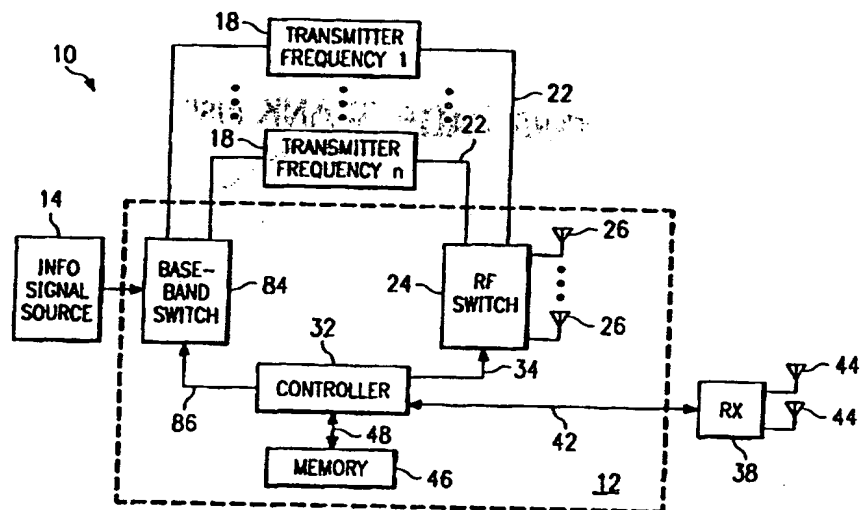 18
TRANSMITTER
FREQUENCY 1
10
22
18
TRANSMITTER
FREQUENCY n
22
14
INFO
SIGNAL
SOURCE
BASE-
BAND
SWITCH
84
24
RF
SWITCH
26
26
32
CONTROLLER
34
86
48
42
MEMORY
46
12
RX
38
44
44